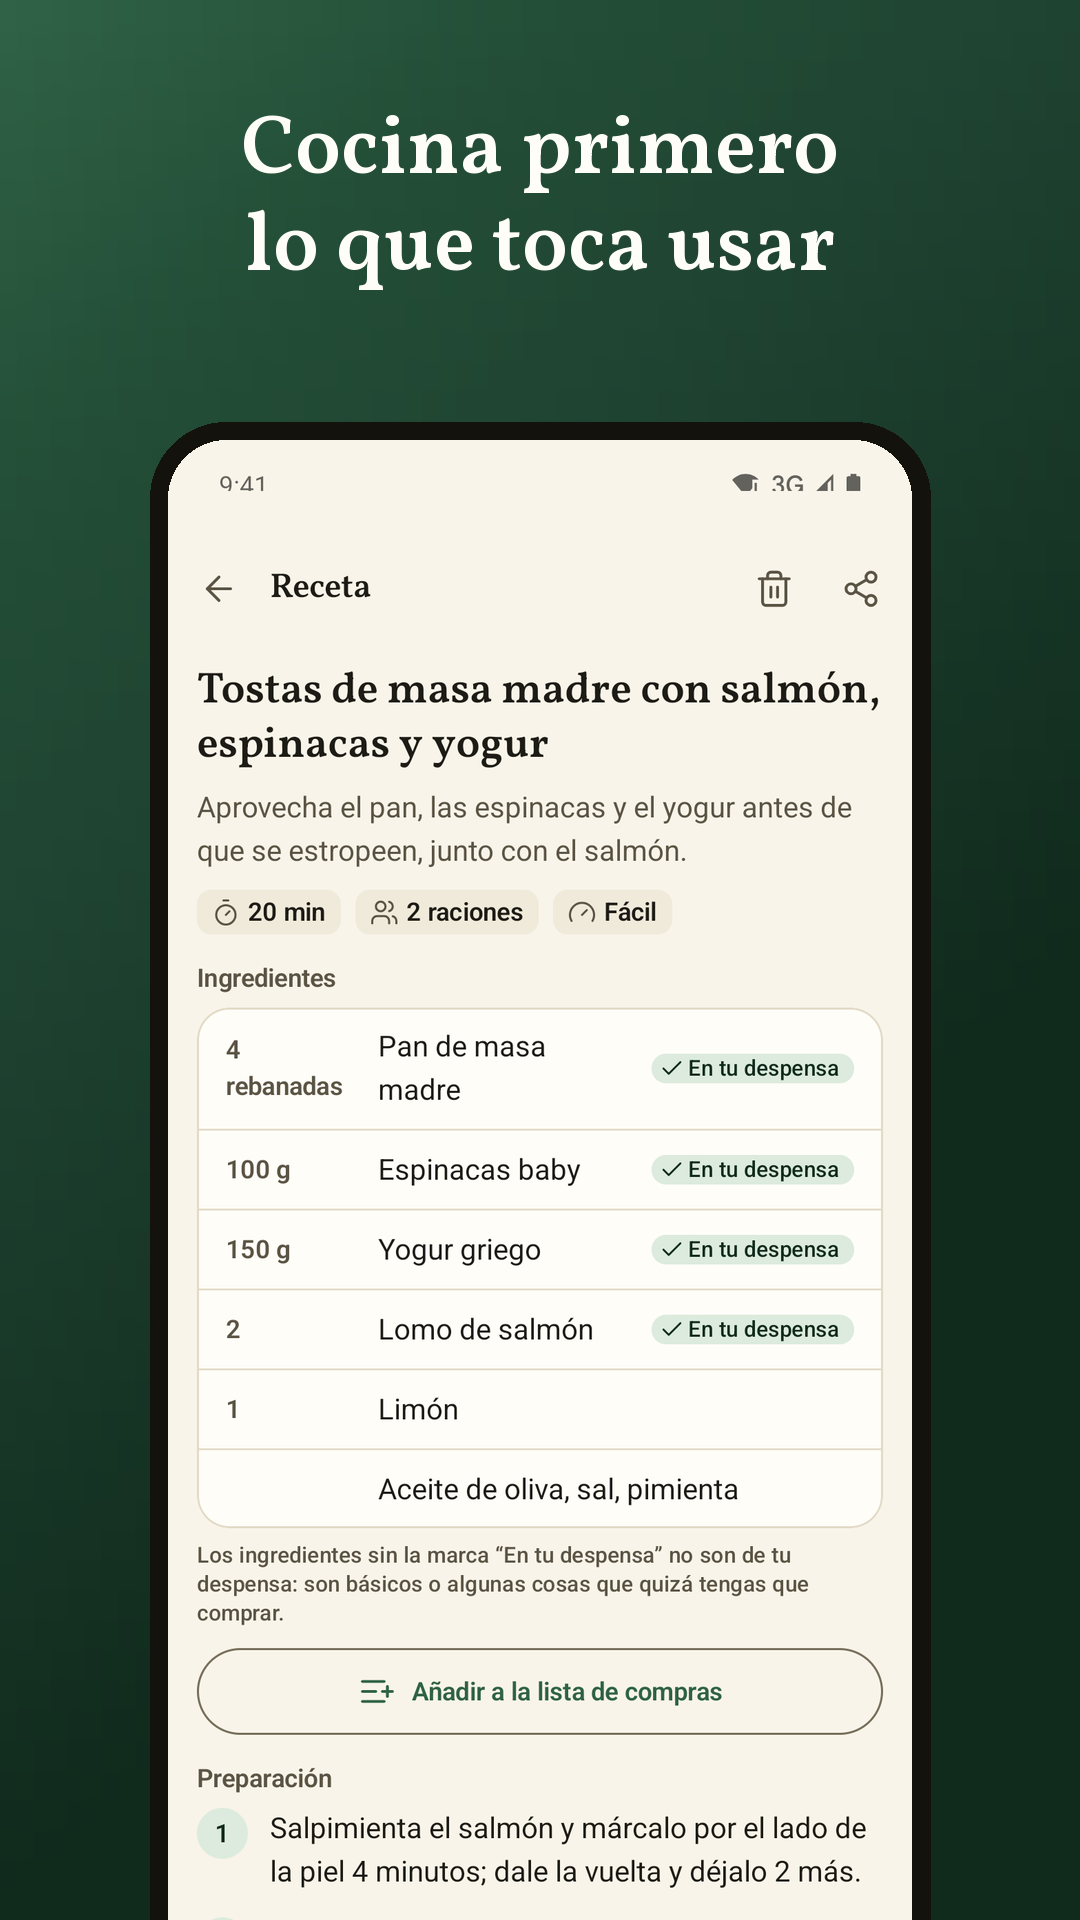 Cocina primero
lo que toca usar
9:41
3G
Receta
Tostas de masa madre con salmón,
espinacas y yogur
Aprovecha el pan, las espinacas y el yogur antes de
que se estropeen, junto con el salmón.
20 min
2 raciones
Fácil
Ingredientes
4
rebanadas
Pan de masa
madre
En tu despensa
100 g
Espinacas baby
En tu despensa
150 g
Yogur griego
En tu despensa
2
Lomo de salmón
En tu despensa
1
Limón
Aceite de oliva, sal, pimienta
Los ingredientes sin la marca “En tu despensa” no son de tu
despensa: son básicos o algunas cosas que quizá tengas que
comprar.
Añadir a la lista de compras
Preparación
1
Salpimienta el salmón y márcalo por el lado de
la piel 4 minutos; dale la vuelta y déjalo 2 más.